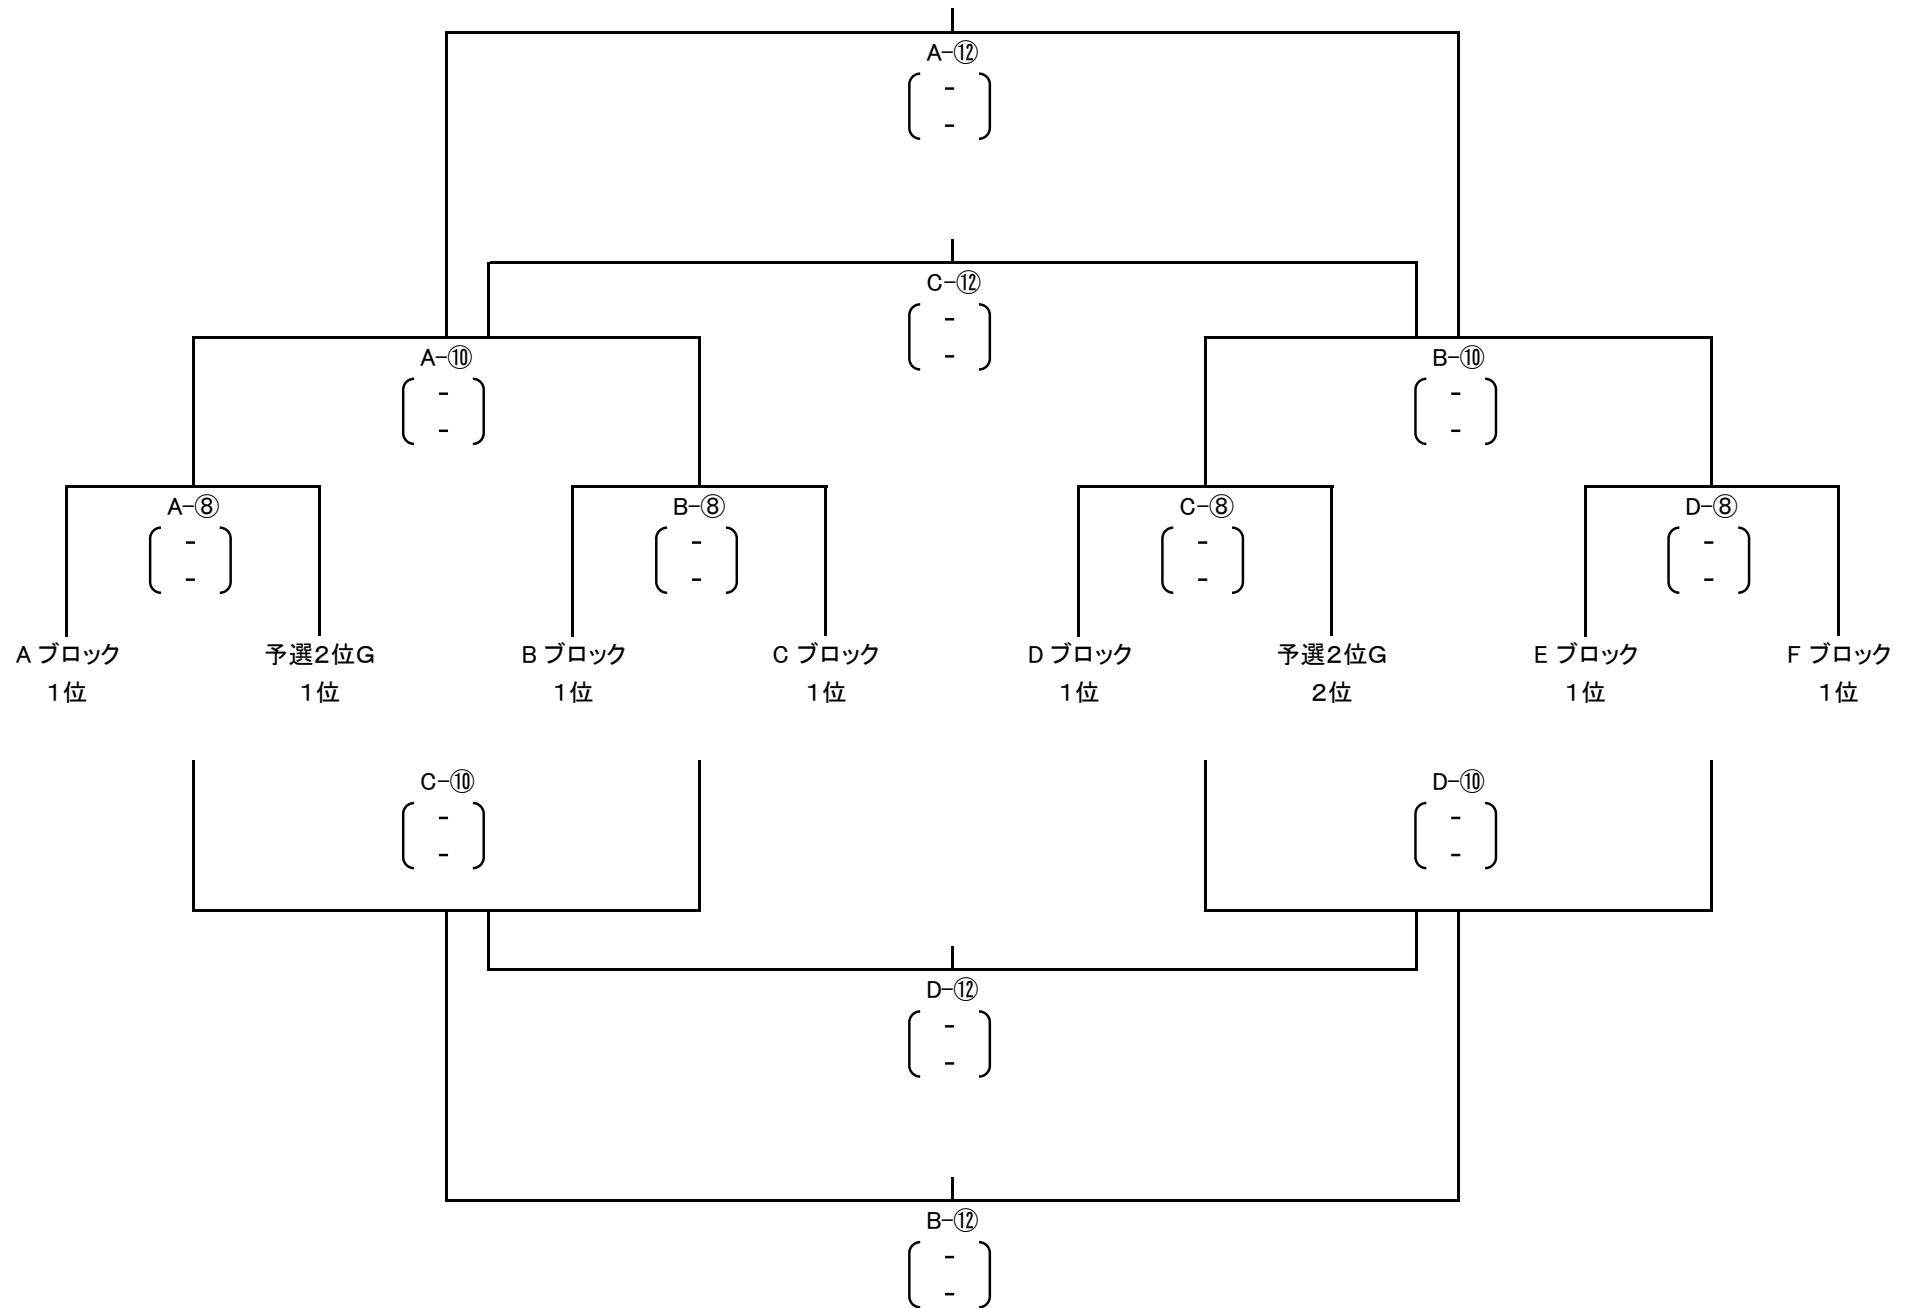 A-⑫
-
-
C-⑫
-
-
A-⑩
-
-
B-⑩
-
-
A-⑧
-
-
B-⑧
-
-
C-⑧
-
-
D-⑧
-
-
A ブロック
1位
予選2位G
1位
B ブロック
1位
C ブロック
1位
D ブロック
1位
予選2位G
2位
E ブロック
1位
F ブロック
1位
C-⑩
-
-
D-⑩
-
-
D-⑫
-
-
B-⑫
-
-